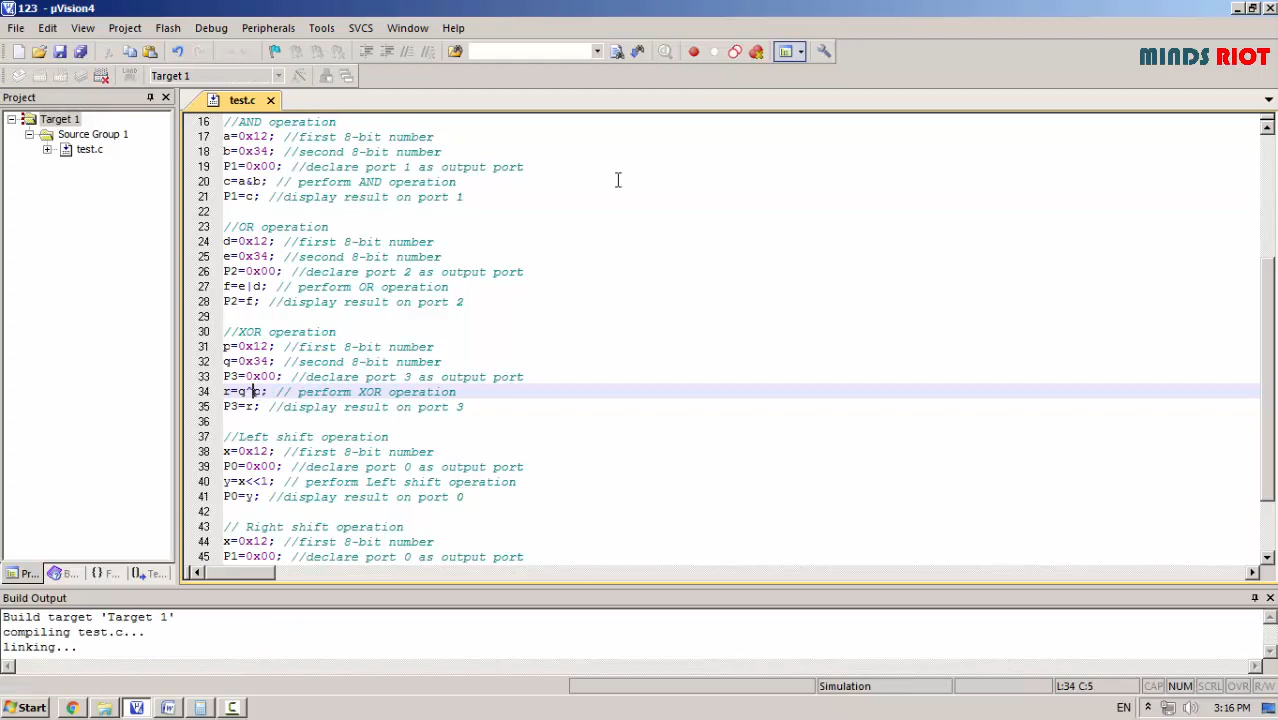 123 - µVision4
File Edit View Project Flash Debug Peripherals Tools SVCS Window Help
MINDS RIOT
LOAD Target 1
Project
test.c
Target 1
Source Group 1
test.c
16 //AND operation
17 a=0x12; //first 8-bit number
18 b=0x34; //second 8-bit number
19 P1=0x00; //declare port 1 as output port
20 c=a&b; // perform AND operation
21 P1=c; //display result on port 1
22
23 //OR operation
24 d=0x12; //first 8-bit number
25 e=0x34; //second 8-bit number
26 P2=0x00; //declare port 2 as output port
27 f=e|d; // perform OR operation
28 P2=f; //display result on port 2
29
30 //XOR operation
31 p=0x12; //first 8-bit number
32 q=0x34; //second 8-bit number
33 P3=0x00; //declare port 3 as output port
34 r=q^p; // perform XOR operation
35 P3=r; //display result on port 3
36
37 //Left shift operation
38 x=0x12; //first 8-bit number
39 P0=0x00; //declare port 0 as output port
40 y=x<<1; // perform Left shift operation
41 P0=y; //display result on port 0
42
43 // Right shift operation
44 x=0x12; //first 8-bit number
45 P1=0x00; //declare port 0 as output port
Pr... B... {} F... Te...
Build Output
Build target 'Target 1'
compiling test.c...
linking...
Simulation L:34 C:5 CAP NUM SCRL OVR R/W
Start EN 3:16 PM